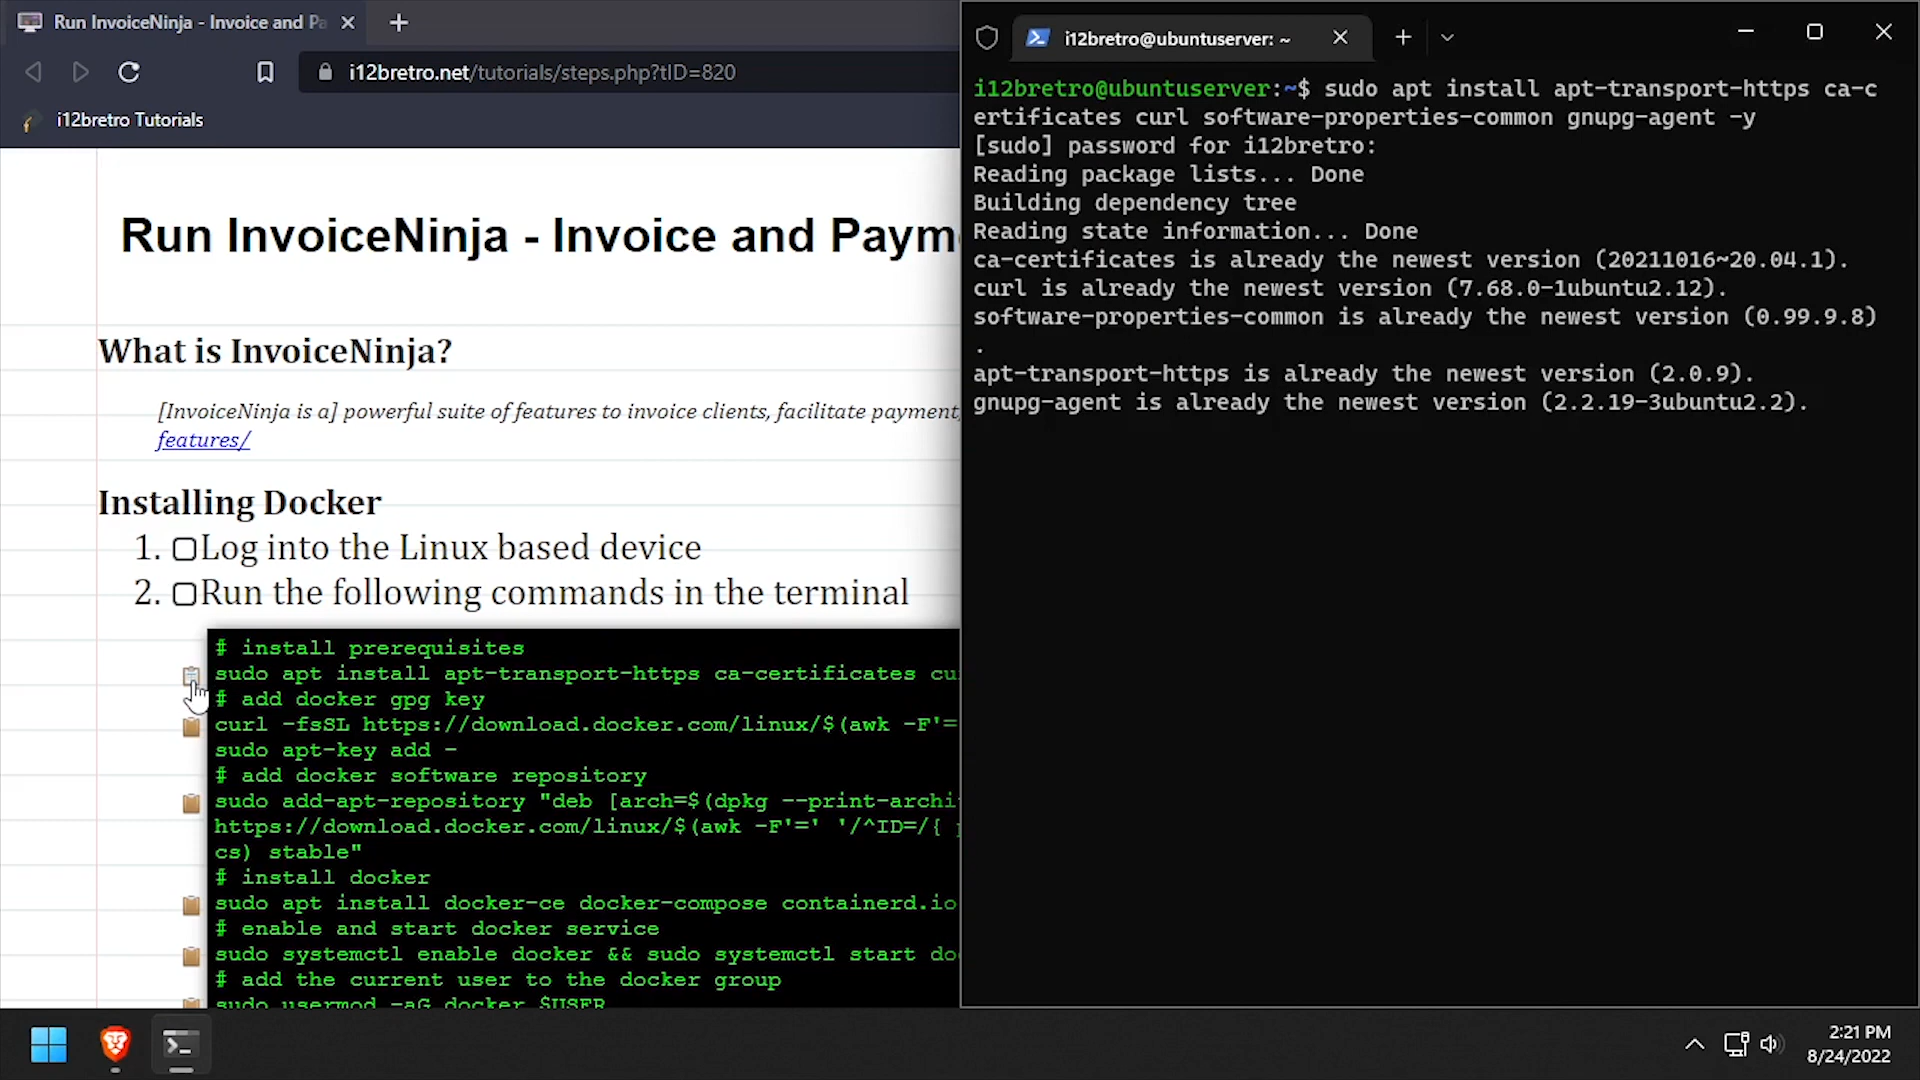 Run InvoiceNinja - Invoice and Pa
i12bretro.net/tutorials/steps.php?tID=820
i12bretro Tutorials
Run InvoiceNinja - Invoice and Paym
What is InvoiceNinja?
[InvoiceNinja is a] powerful suite of features to invoice clients, facilitate payment,
features/
Installing Docker
1. Log into the Linux based device
2. Run the following commands in the terminal
# install prerequisites
sudo apt install apt-transport-https ca-certificates cu
# add docker gpg key
curl -fsSL https://download.docker.com/linux/$(awk -F'=
sudo apt-key add -
# add docker software repository
sudo add-apt-repository "deb [arch=$(dpkg --print-archi
https://download.docker.com/linux/$(awk -F'=' '/^ID=/{ p
cs) stable"
# install docker
sudo apt install docker-ce docker-compose containerd.io
# enable and start docker service
sudo systemctl enable docker && sudo systemctl start do
# add the current user to the docker group
sudo usermod -aG docker $USER
i12bretro@ubuntuserver: ~
i12bretro@ubuntuserver:~$ sudo apt install apt-transport-https ca-c
ertificates curl software-properties-common gnupg-agent -y
[sudo] password for i12bretro:
Reading package lists... Done
Building dependency tree
Reading state information... Done
ca-certificates is already the newest version (20211016~20.04.1).
curl is already the newest version (7.68.0-1ubuntu2.12).
software-properties-common is already the newest version (0.99.9.8)
.
apt-transport-https is already the newest version (2.0.9).
gnupg-agent is already the newest version (2.2.19-3ubuntu2.2).
2:21 PM
8/24/2022